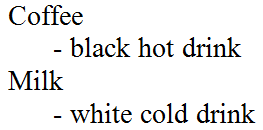 Coffee
- black hot drink
Milk
- white cold drink